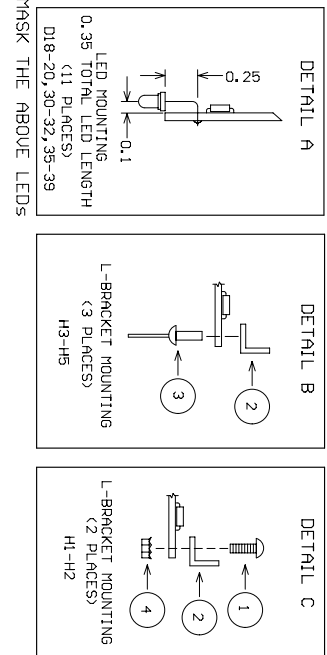 DETAIL A
0.25
0.1
LED MOUNTING
0.35 TOTAL LED LENGTH
(11 PLACES)
D18-20,30-32,35-39
MASK THE ABOVE LEDs
DETAIL B
2
3
L-BRACKET MOUNTING
(3 PLACES)
H3-H5
DETAIL C
1
2
4
L-BRACKET MOUNTING
(2 PLACES)
H1-H2